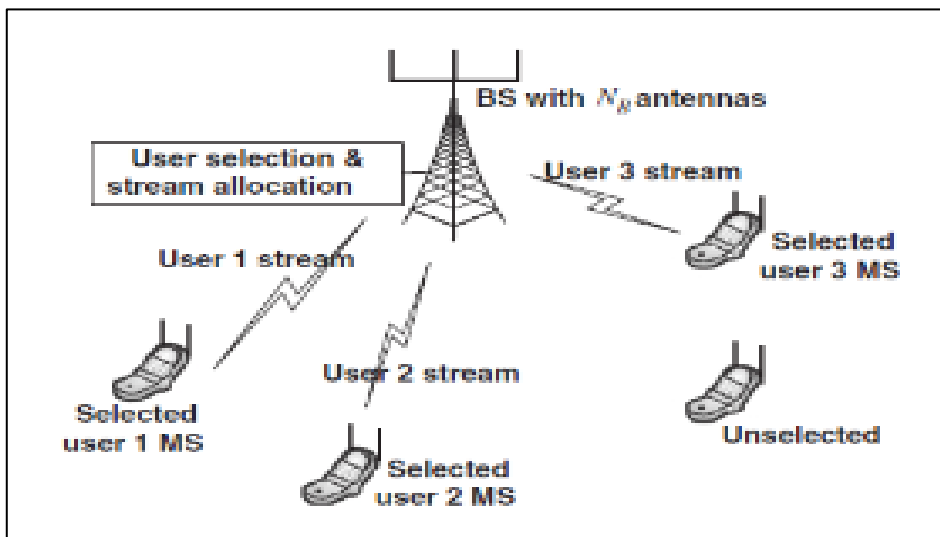 BS with N_B antennas
User selection &
stream allocation
User 3 stream
User 1 stream
Selected
user 3 MS
User 2 stream
Selected
user 1 MS
Selected
user 2 MS
Unselected